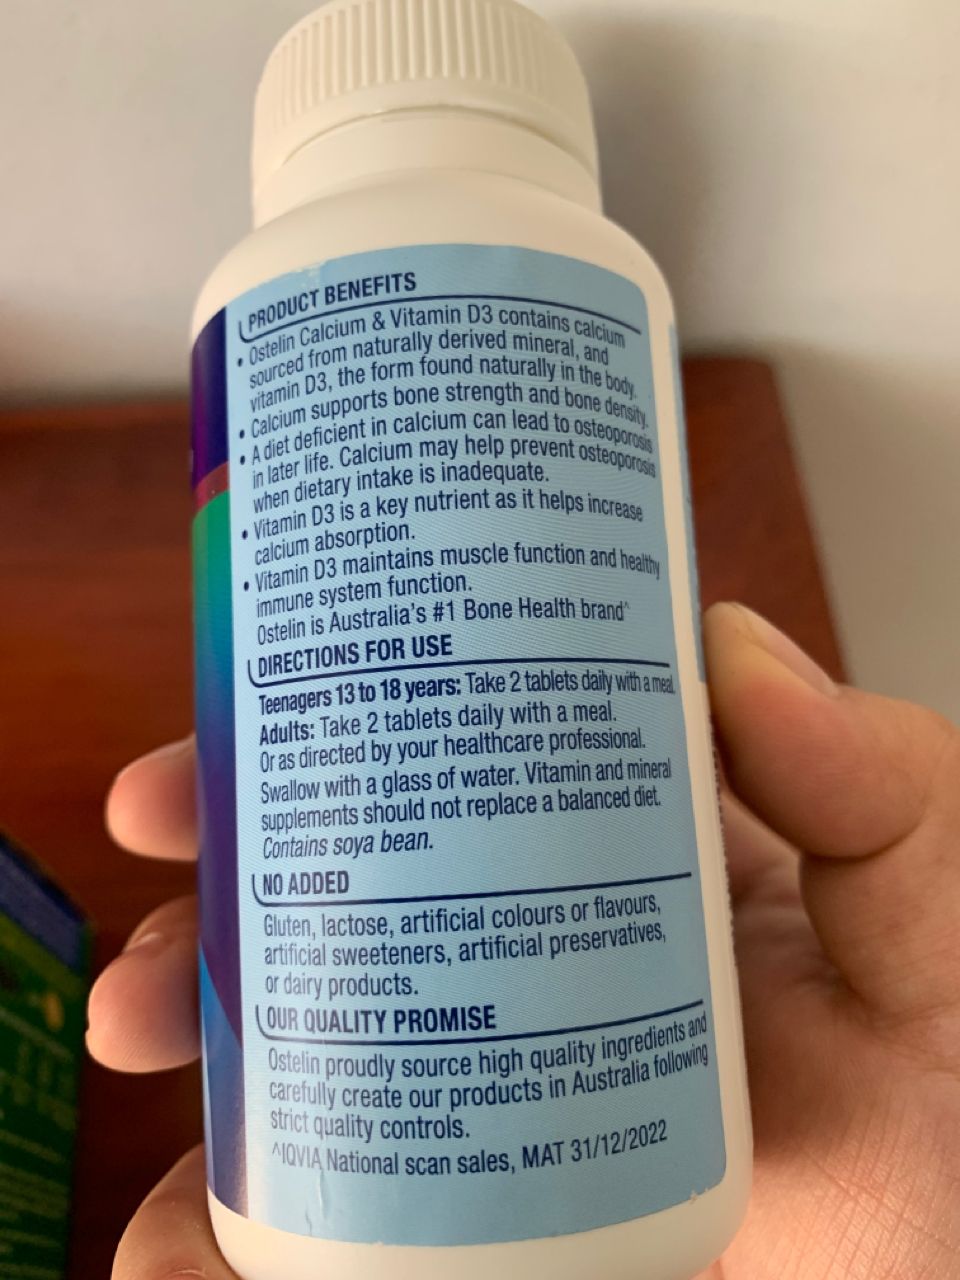 PRODUCT BENEFITS
• Ostelin Calcium & Vitamin D3 contains calcium
sourced from naturally derived mineral, and
vitamin D3, the form found naturally in the body.
• Calcium supports bone strength and bone density.
• A diet deficient in calcium can lead to osteoporosis
in later life. Calcium may help prevent osteoporosis
when dietary intake is inadequate.
• Vitamin D3 is a key nutrient as it helps increase
calcium absorption.
• Vitamin D3 maintains muscle function and healthy
immune system function.
Ostelin is Australia's #1 Bone Health brand^
DIRECTIONS FOR USE
Teenagers 13 to 18 years: Take 2 tablets daily with a meal.
Adults: Take 2 tablets daily with a meal.
Or as directed by your healthcare professional.
Swallow with a glass of water. Vitamin and mineral
supplements should not replace a balanced diet.
Contains soya bean.
NO ADDED
Gluten, lactose, artificial colours or flavours,
artificial sweeteners, artificial preservatives,
or dairy products.
OUR QUALITY PROMISE
Ostelin proudly source high quality ingredients and
carefully create our products in Australia following
strict quality controls.
^IQVIA National scan sales, MAT 31/12/2022